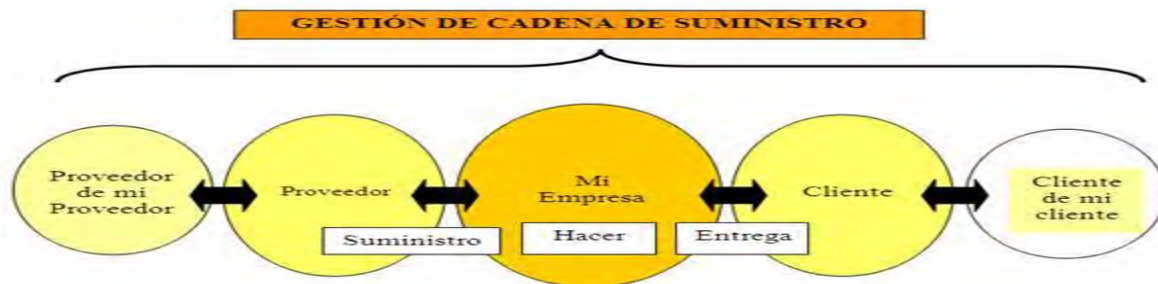 GESTIÓN DE CADENA DE SUMINISTRO
Proveedor
de mi
Proveedor
Proveedor
Mi
Empresa
Cliente
Cliente
de mi
cliente
Suministro
Hacer
Entrega